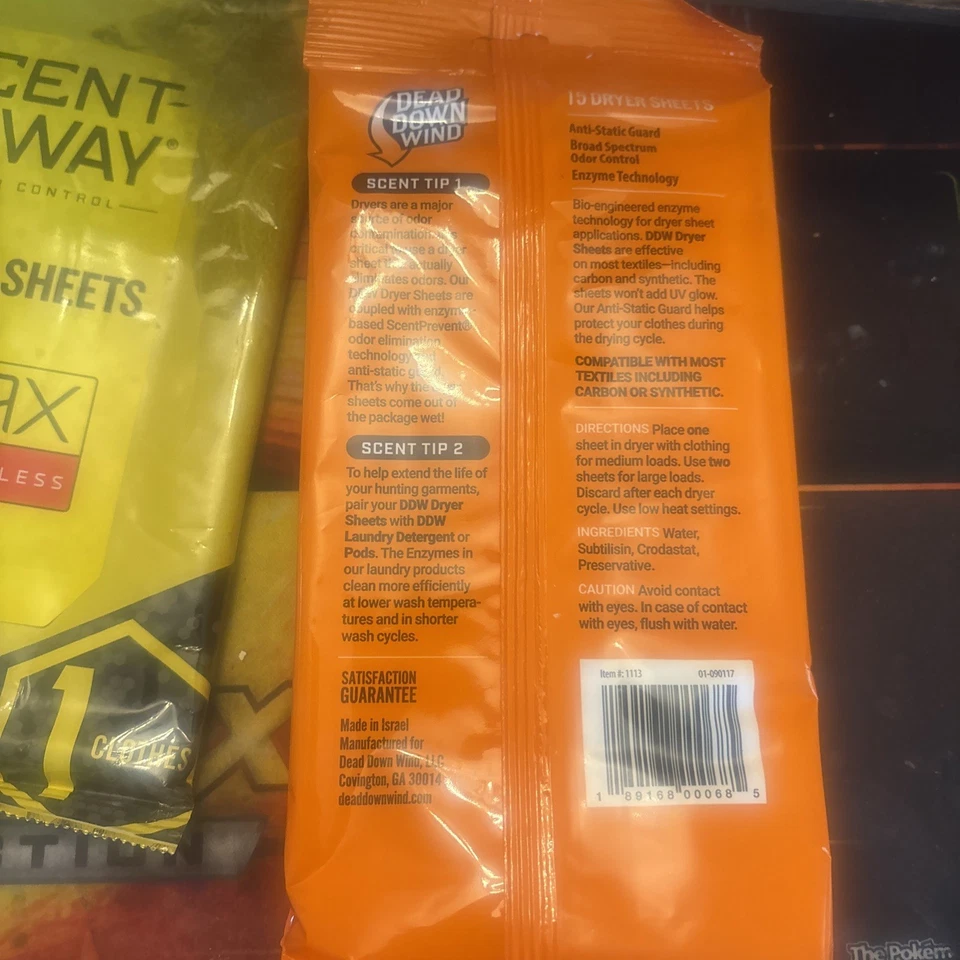 CENT-
WAY®
CONTROL
SHEETS
AX
LESS
1
CLOTHES
CTION
DEAD
DOWN
WIND
SCENT TIP 1
Dryers are a major
source of odor
contamination.
critical
use a dryer
sheet that actually
eliminates odors. Our
DDW Dryer Sheets are
coupled with enzyme-
based ScentPrevent®
odor elimination
technology and
anti-static guard.
That's why the
sheets come out of
the package wet!
SCENT TIP 2
To help extend the life of
your hunting garments,
pair your DDW Dryer
Sheets with DDW
Laundry Detergent or
Pods. The Enzymes in
our laundry products
clean more efficiently
at lower wash tempera-
tures and in shorter
wash cycles.
SATISFACTION
GUARANTEE
Made in Israel
Manufactured for
Dead Down Wind, LLC
Covington, GA 30014
deaddownwind.com
15 DRYER SHEETS
Anti-Static Guard
Broad Spectrum
Odor Control
Enzyme Technology
Bio-engineered enzyme
technology for dryer sheet
applications. DDW Dryer
Sheets are effective
on most textiles—including
carbon and synthetic. The
sheets won't add UV glow.
Our Anti-Static Guard helps
protect your clothes during
the drying cycle.
COMPATIBLE WITH MOST
TEXTILES INCLUDING
CARBON OR SYNTHETIC.
DIRECTIONS Place one
sheet in dryer with clothing
for medium loads. Use two
sheets for large loads.
Discard after each dryer
cycle. Use low heat settings.
INGREDIENTS Water,
Subtilisin, Crodastat,
Preservative.
CAUTION Avoid contact
with eyes. In case of contact
with eyes, flush with water.
Item #: 1113 01-090117
1 89168 00068 5
The Pokém